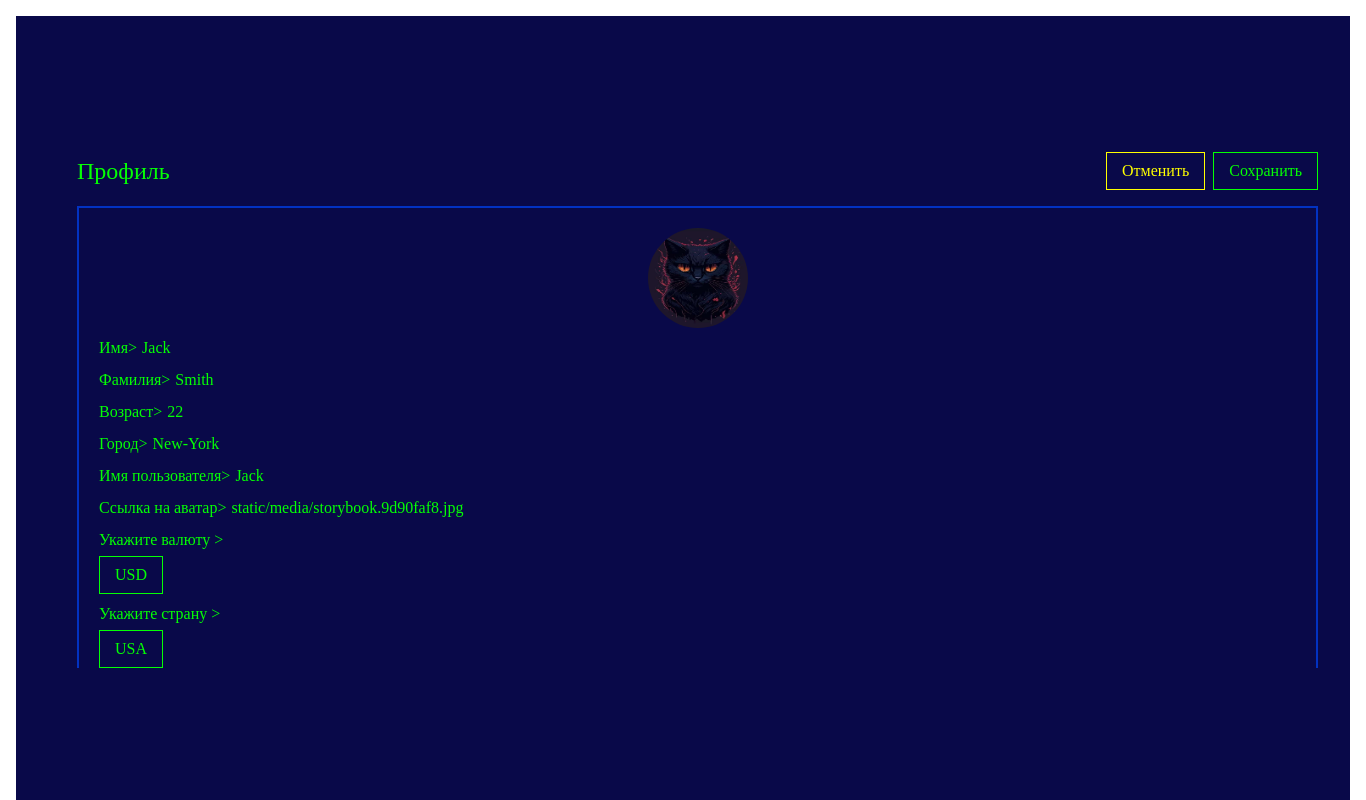 Профиль
Отменить
Сохранить
Имя> Jack
Фамилия> Smith
Возраст> 22
Город> New-York
Имя пользователя> Jack
Ссылка на аватар> static/media/storybook.9d90faf8.jpg
Укажите валюту >
USD
Укажите страну >
USA